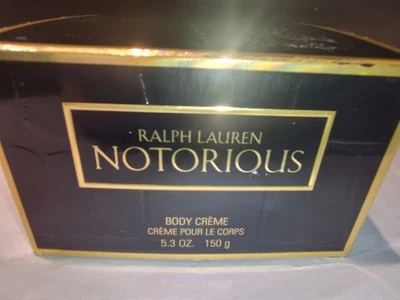 RALPH LAUREN
NOTORIOUS
BODY CRÈME
CRÈME POUR LE CORPS
5.3 OZ. 150 g